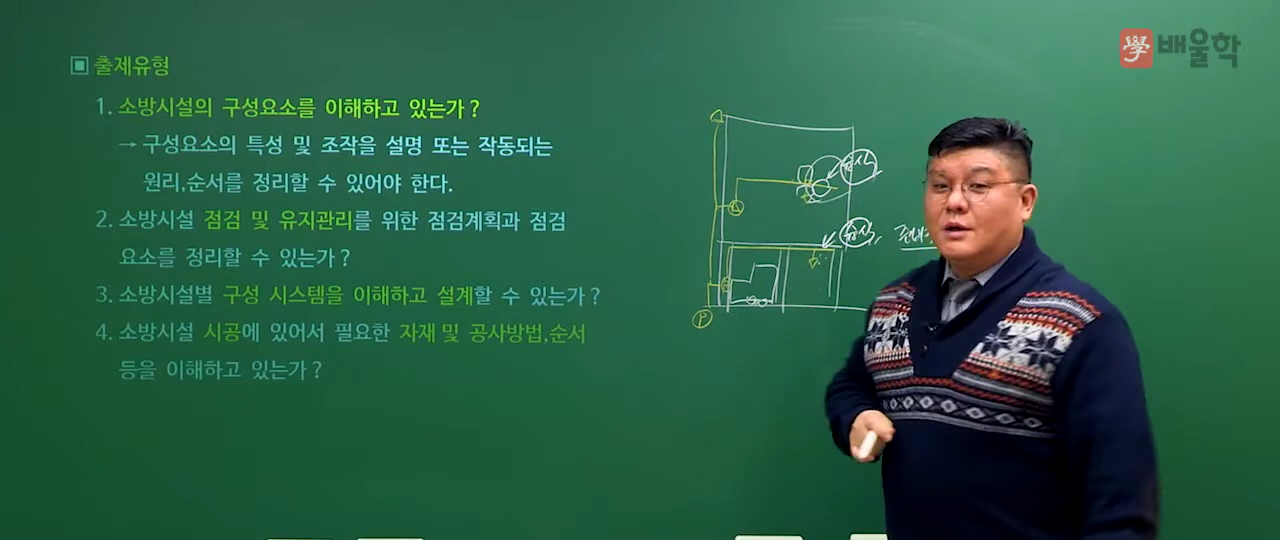 學 배울학
▣ 출제유형
1. 소방시설의 구성요소를 이해하고 있는가?
→ 구성요소의 특성 및 조작을 설명 또는 작동되는
원리,순서를 정리할 수 있어야 한다.
2. 소방시설 점검 및 유지관리를 위한 점검계획과 점검
요소를 정리할 수 있는가?
3. 소방시설별 구성 시스템을 이해하고 설계할 수 있는가?
4. 소방시설 시공에 있어서 필요한 자재 및 공사방법,순서
등을 이해하고 있는가?
습식
P